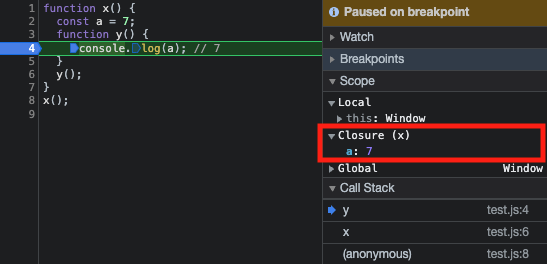 1 function x() {
2 const a = 7;
3 function y() {
4 console.log(a); // 7
5 }
6 y();
7 }
8 x();
9
Paused on breakpoint
Watch
Breakpoints
Scope
Local
this: Window
Closure (x)
a: 7
Global Window
Call Stack
y test.js:4
x test.js:6
(anonymous) test.js:8